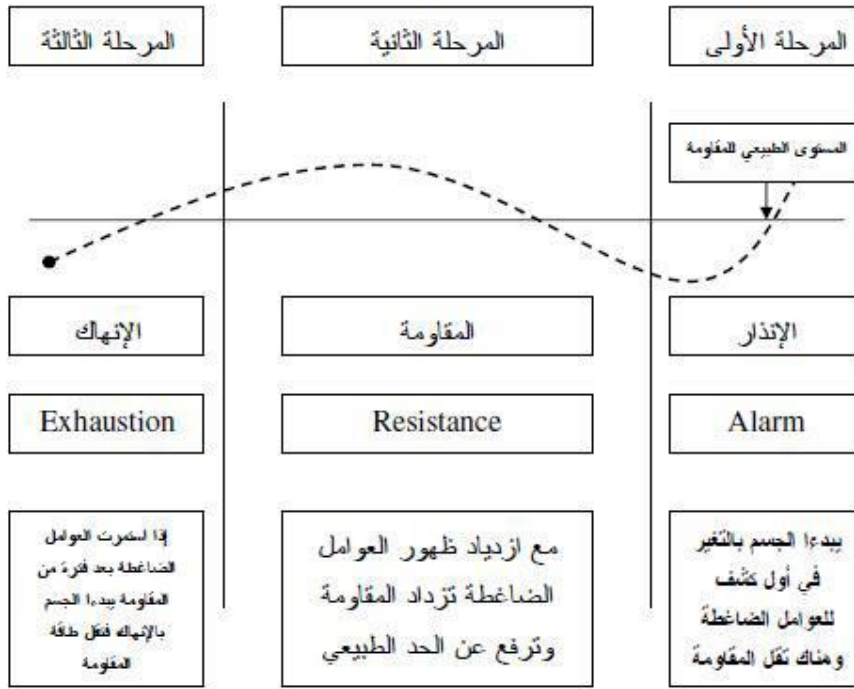 المرحلة الأولى
المرحلة الثانية
المرحلة الثالثة
المستوى الطبيعي للمقاومة
الإنذار
المقاومة
الإنهاك
Alarm
Resistance
Exhaustion
يبدءا الجسم بالتغير
في أول كشف
للعوامل الضاغطة
وهناك تقل المقاومة
مع ازدياد ظهور العوامل
الضاغطة تزداد المقاومة
وترفع عن الحد الطبيعي
إذا استمرت العوامل
الضاغطة بعد فترة من
المقاومة يبدءا الجسم
بالإنهاك فتقل طاقة
المقاومة